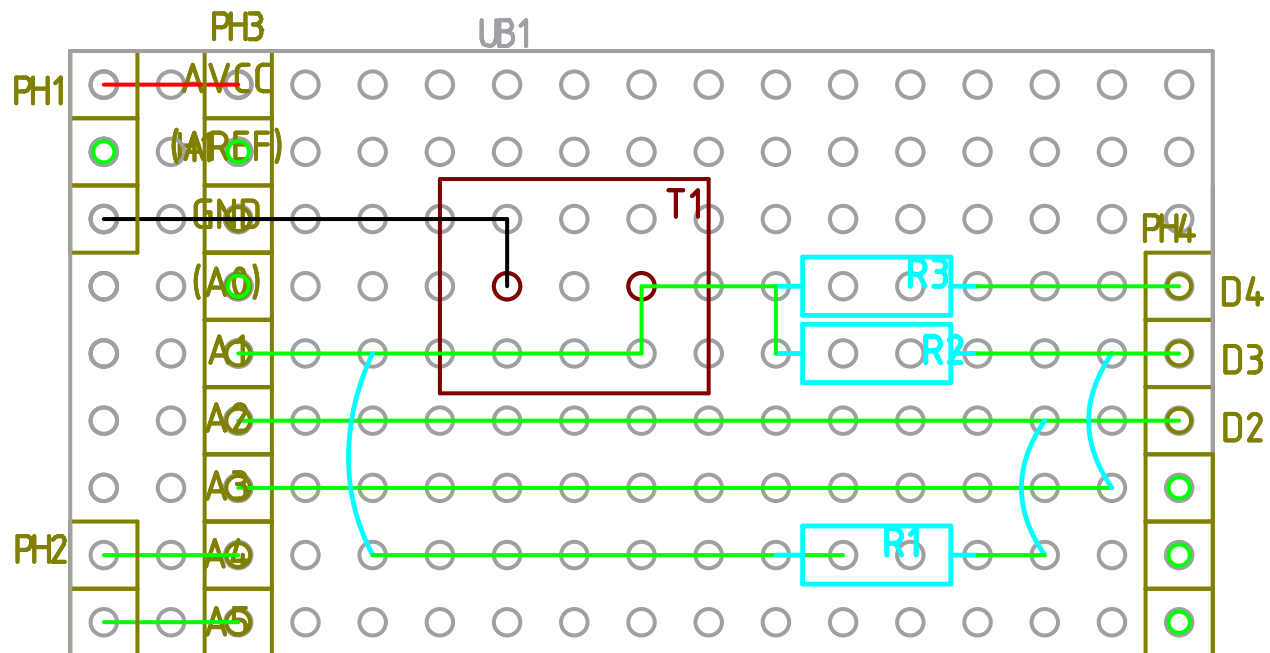 PH3
UB1
PH1
AVCC
(AREF)
GND
T1
PH4
(A0)
R3
D4
A1
R2
D3
A2
D2
A3
PH2
A4
R1
A5